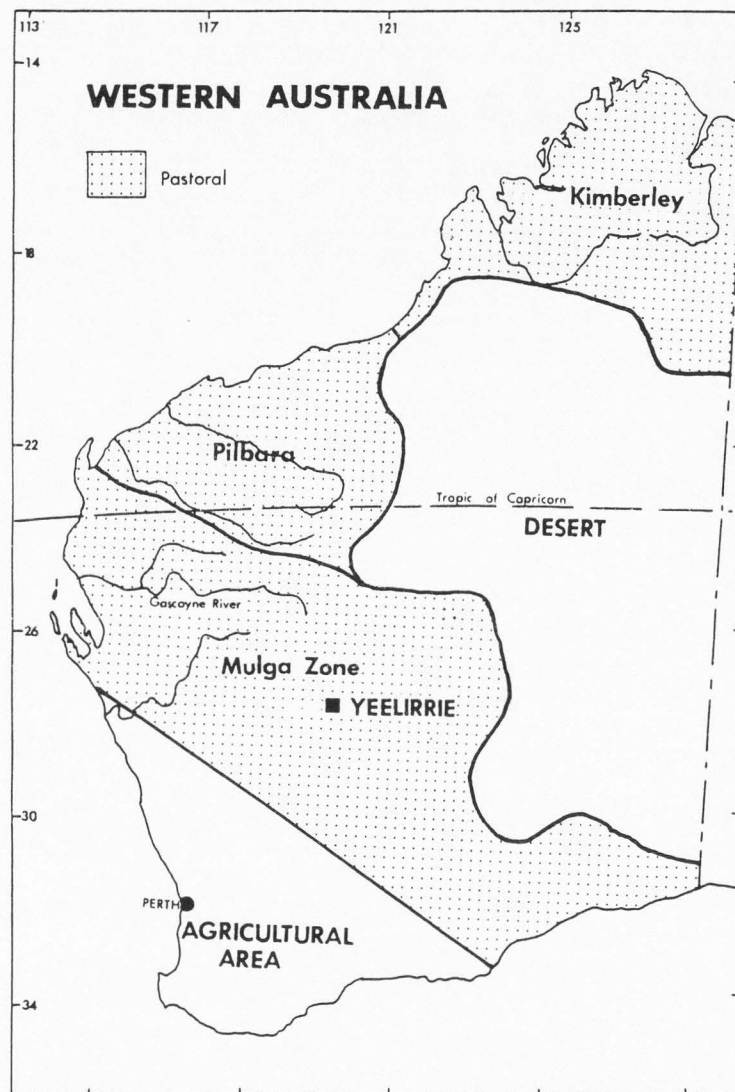 113 117 121 125
-14
WESTERN AUSTRALIA
Pastoral
Kimberley
-18
-22
Pilbara
Tropic of Capricorn
DESERT
Gascoyne River
-26
Mulga Zone
YEELIRRIE
-30
PERTH
AGRICULTURAL
AREA
-34